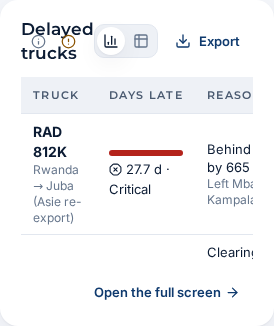 Delayed
trucks
Export
TRUCK DAYS LATE REASO
RAD
812K
Rwanda
→ Juba
(Asie re-
export)
27.7 d ·
Critical
Behind
by 665
Left Mba
Kampala
Clearing
Open the full screen →